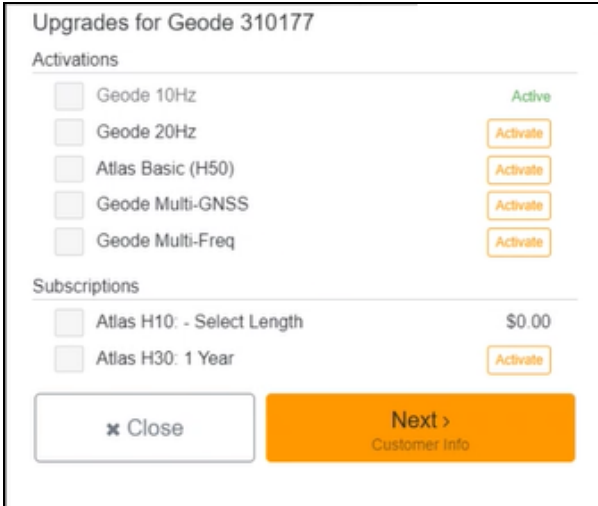 Upgrades for Geode 310177
Activations
Geode 10Hz Active
Geode 20Hz Activate
Atlas Basic (H50) Activate
Geode Multi-GNSS Activate
Geode Multi-Freq Activate
Subscriptions
Atlas H10: - Select Length $0.00
Atlas H30: 1 Year Activate
× Close
Next ›
Customer Info